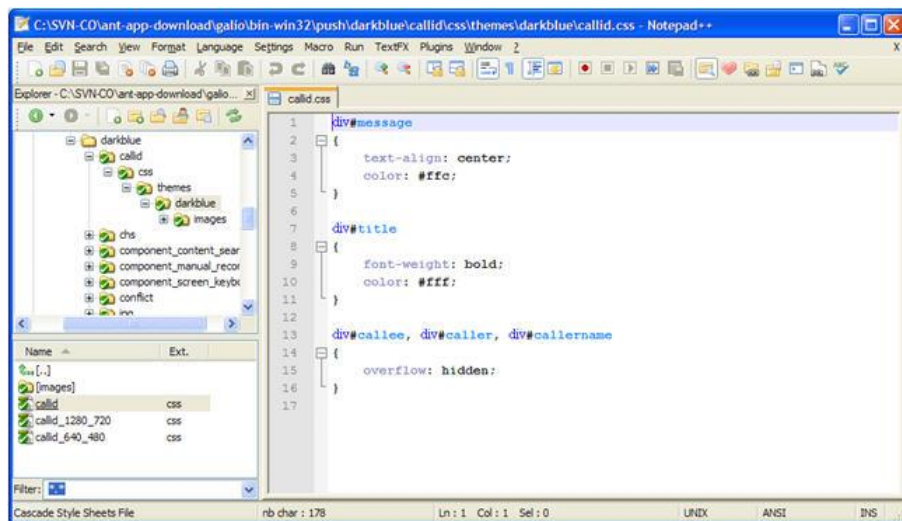 C:\SVN-CO\ant-app-download\galio\bin-win32\push\darkblue\callid\css\themes\darkblue\callid.css - Notepad++
File Edit Search View Format Language Settings Macro Run TextFX Plugins Window ? X
Explorer - C:\SVN-CO\ant-app-download\galio...
callid.css
darkblue
callid
css
themes
darkblue
images
chs
component_content_sear
component_manual_recor
component_screen_keybo
conflict
Name Ext.
[..]
[images]
callid css
callid_1280_720 css
callid_640_480 css
Filter:
1 div#message
2 {
3 text-align: center;
4 color: #ffc;
5 }
6
7 div#title
8 {
9 font-weight: bold;
10 color: #fff;
11 }
12
13 div#callee, div#caller, div#callername
14 {
15 overflow: hidden;
16 }
17
Cascade Style Sheets File nb char : 178 Ln : 1 Col : 1 Sel : 0 UNIX ANSI INS